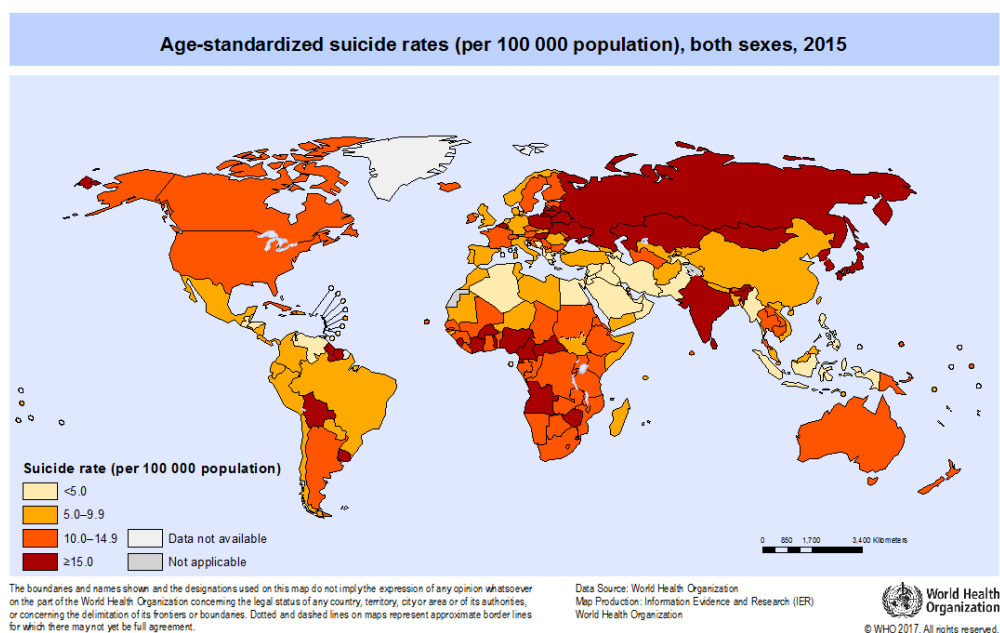 Age-standardized suicide rates (per 100 000 population), both sexes, 2015
Suicide rate (per 100 000 population)
<5.0
5.0–9.9
10.0–14.9
≥15.0
Data not available
Not applicable
0 850 1,700 3,400 Kilometers
The boundaries and names shown and the designations used on this map do not imply the expression of any opinion whatsoever
on the part of the World Health Organization concerning the legal status of any country, territory, city or area or of its authorities,
or concerning the delimitation of its frontiers or boundaries. Dotted and dashed lines on maps represent approximate border lines
for which there may not yet be full agreement.
Data Source: World Health Organization
Map Production: Information Evidence and Research (IER)
World Health Organization
World Health
Organization
© WHO 2017. All rights reserved.